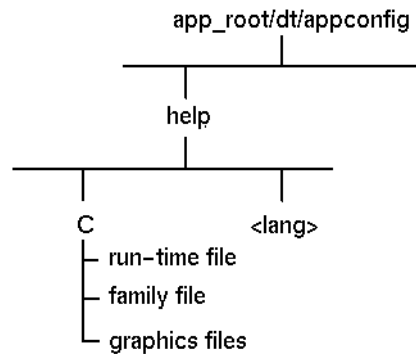 app_root/dt/appconfig
help
C
<lang>
run-time file
family file
graphics files